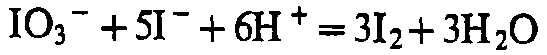 IO₃⁻ + 5I⁻ + 6H⁺ = 3I₂ + 3H₂O